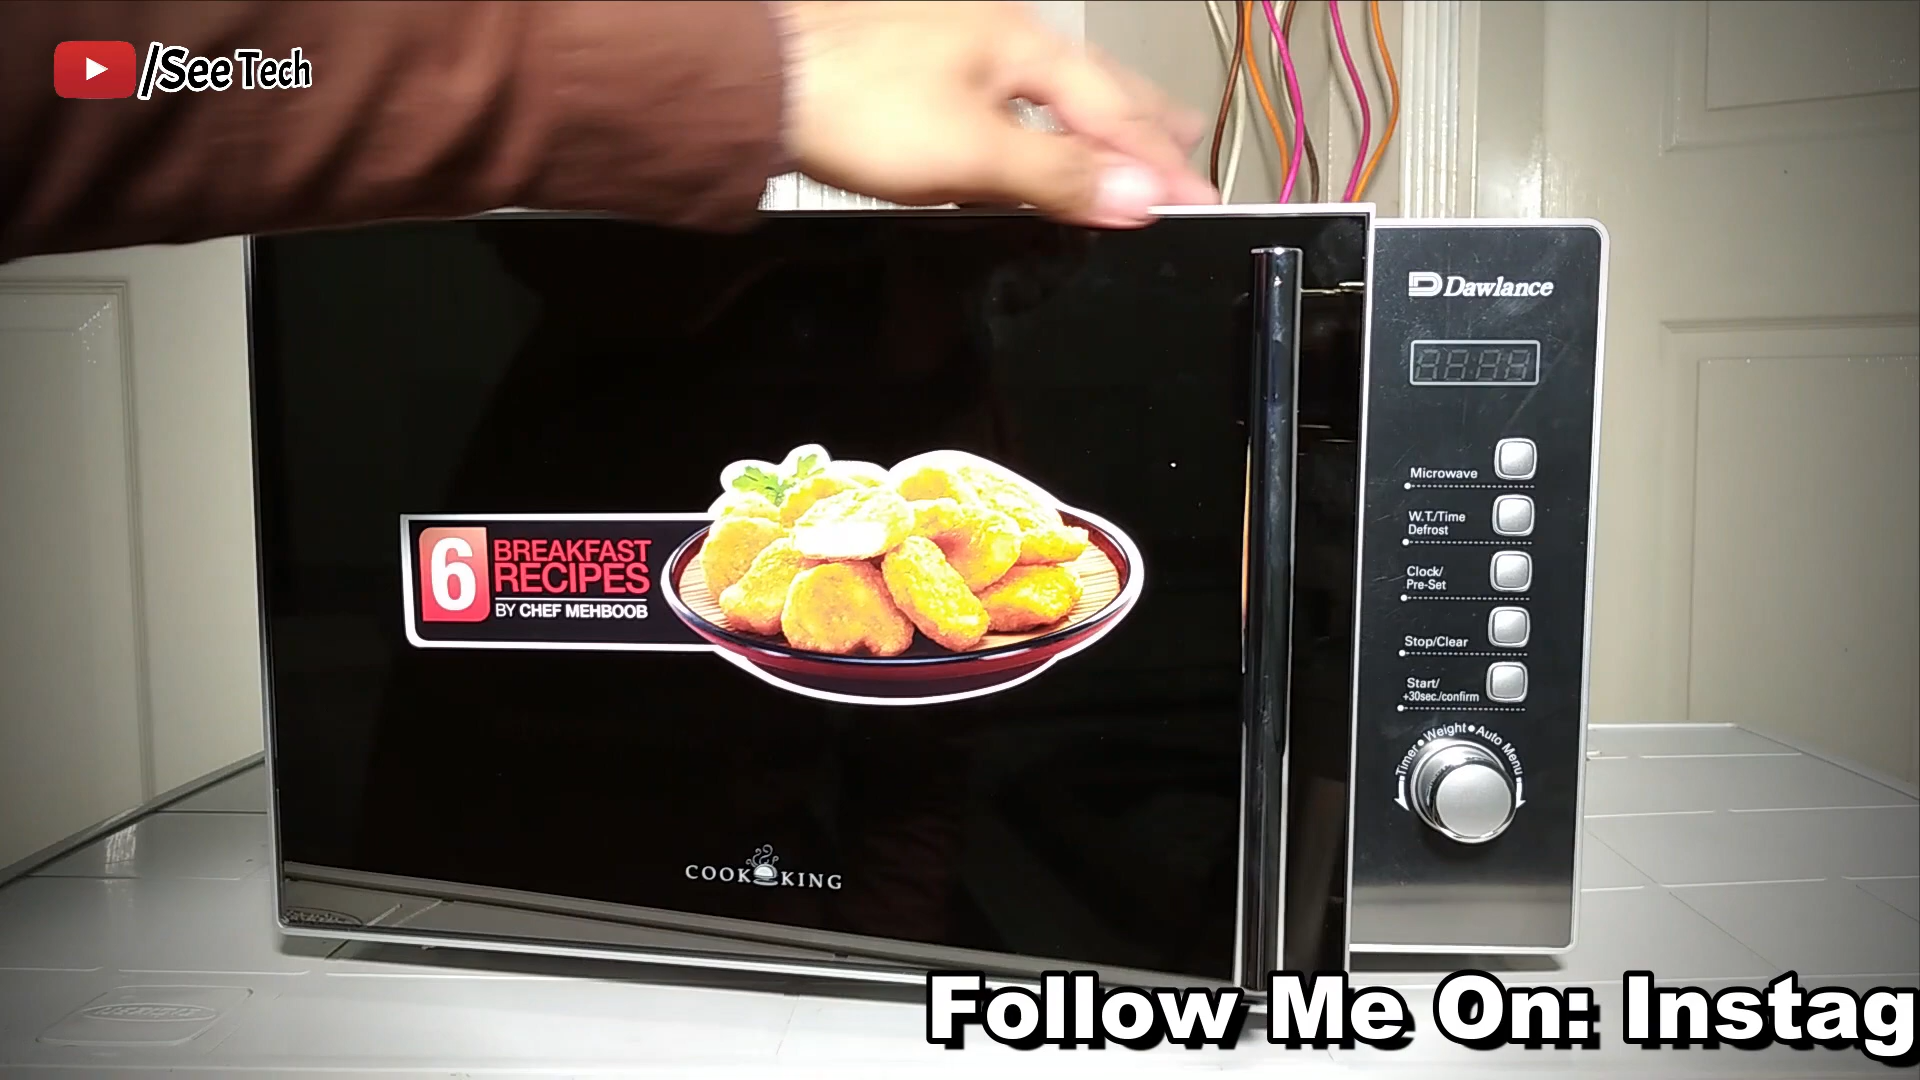 /See Tech
Dawlance
Microwave
W.T./Time
Defrost
Clock/
Pre-Set
Stop/Clear
Start/
+30sec./confirm
Timer•Weight•Auto Menu
6
BREAKFAST
RECIPES
BY CHEF MEHBOOB
COOK KING
Follow Me On: Instag